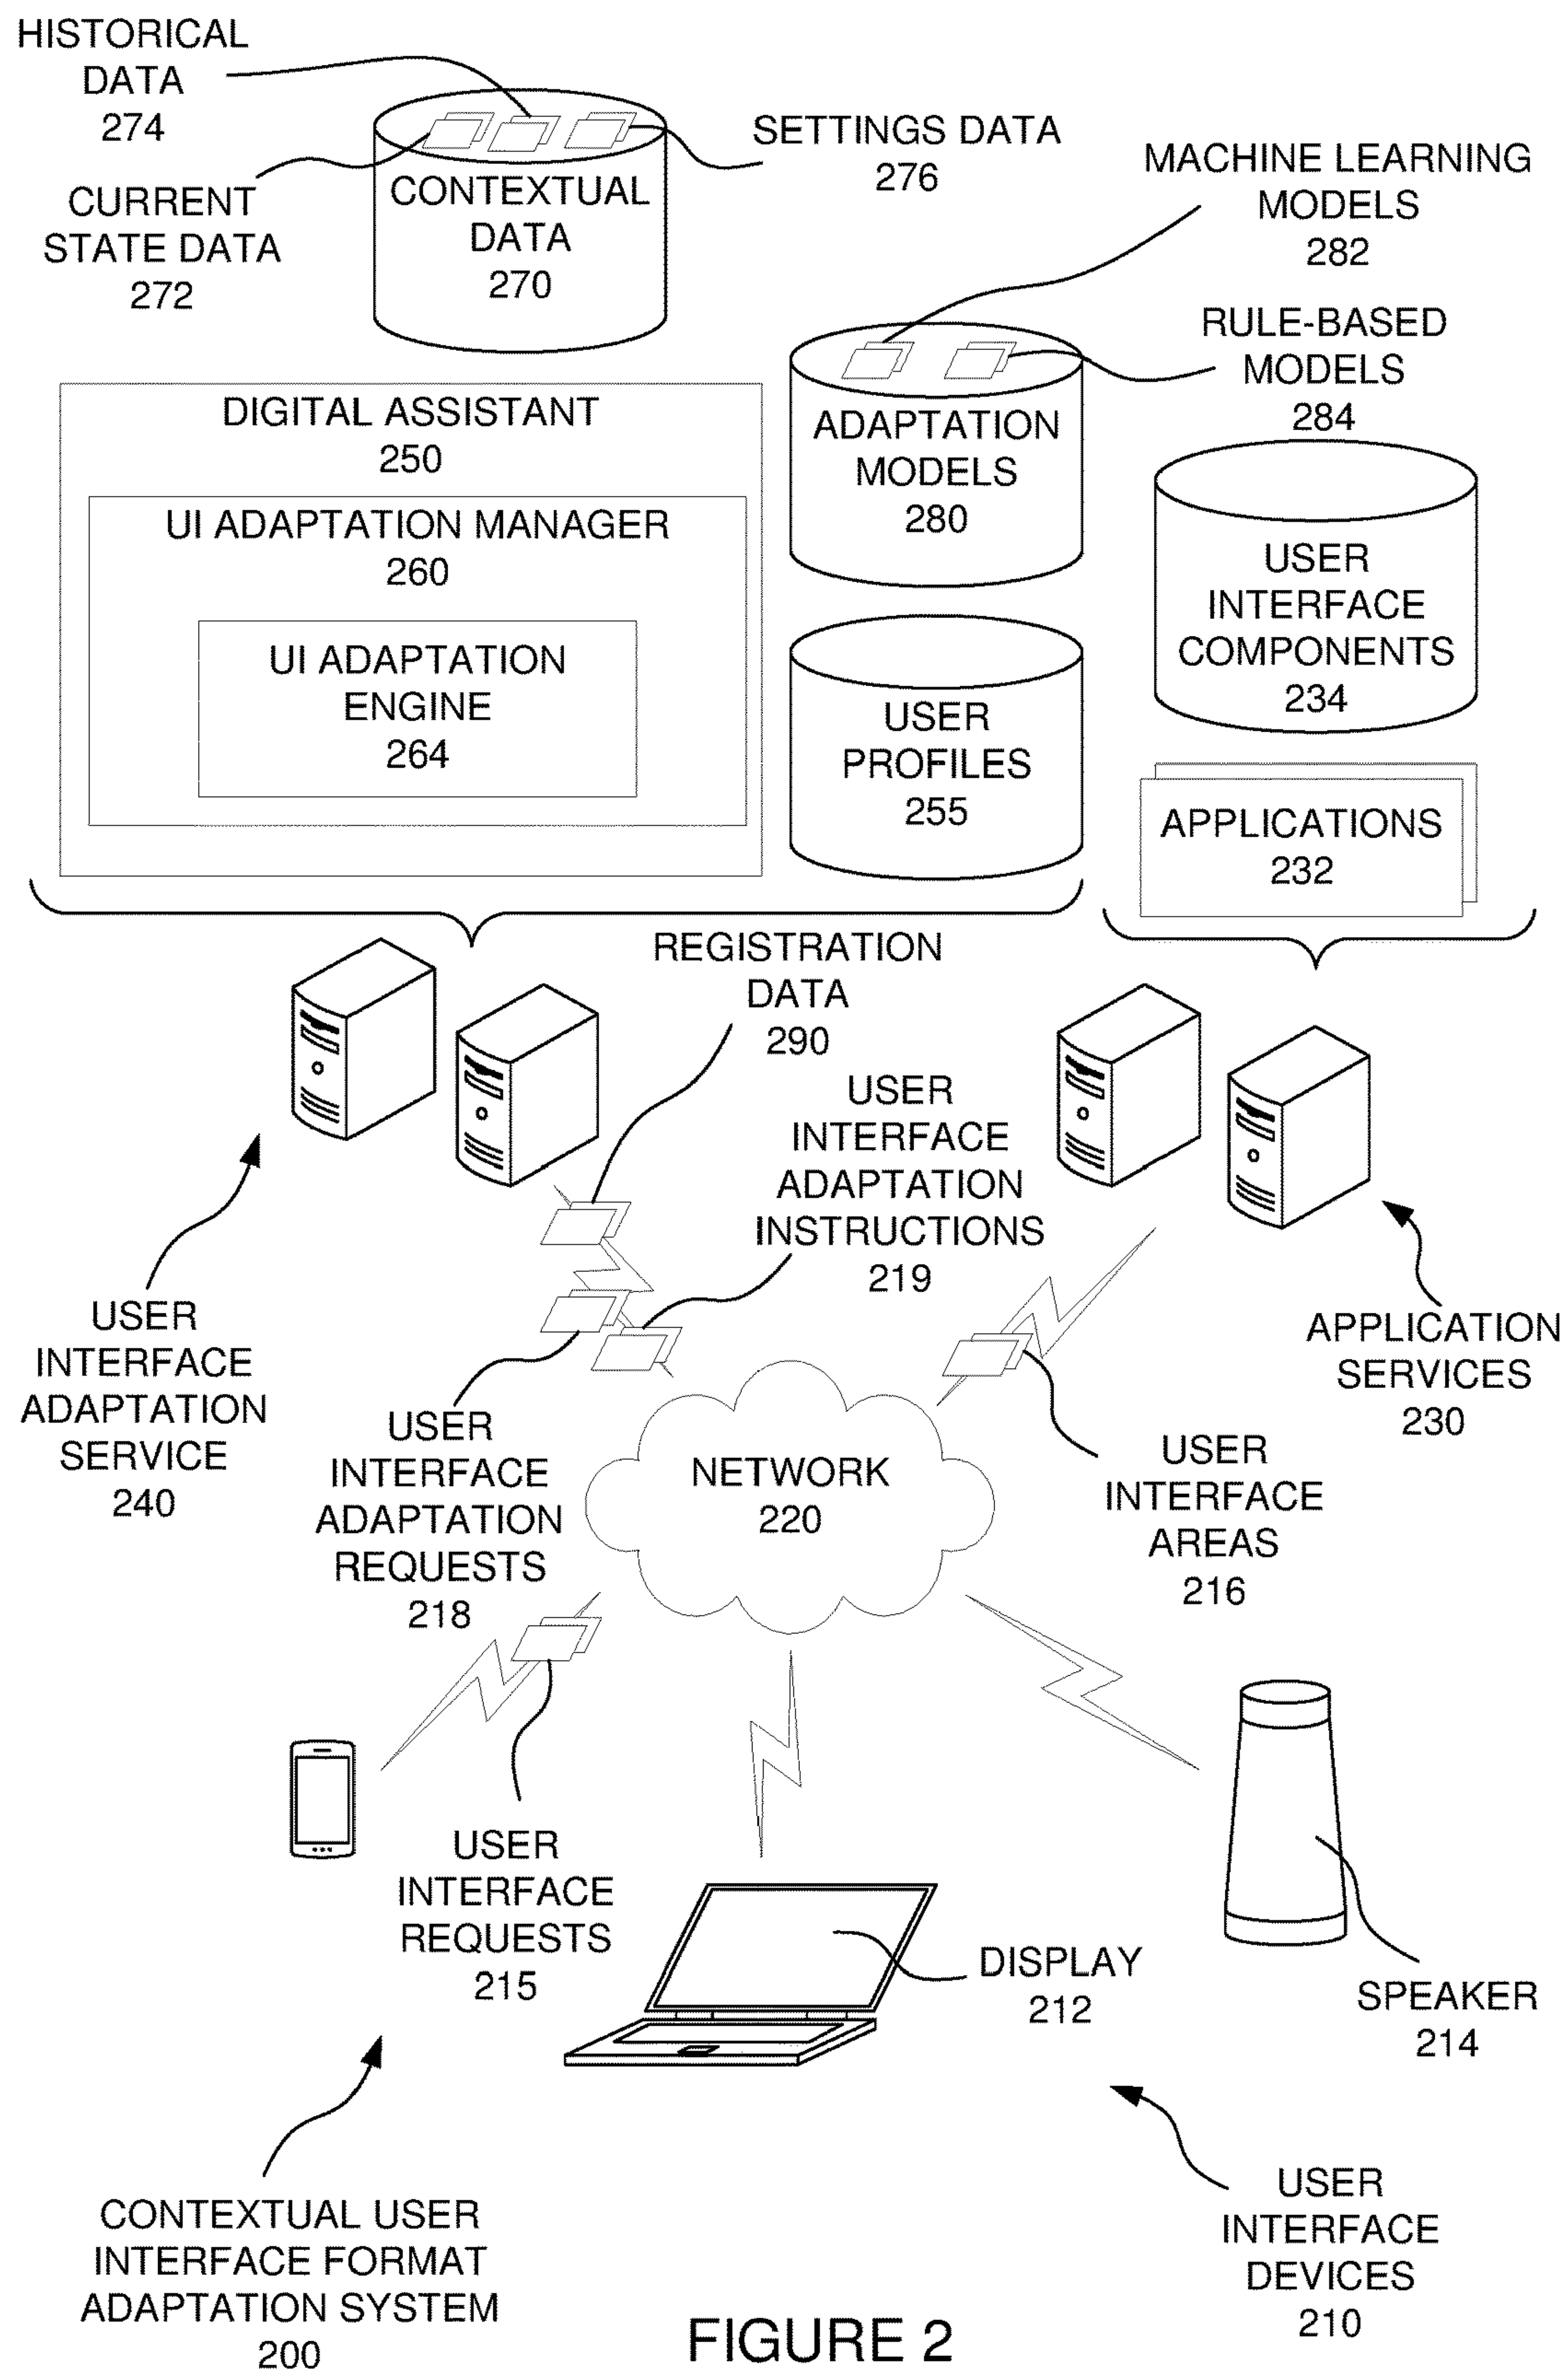 HISTORICAL
DATA
274
SETTINGS DATA
276
MACHINE LEARNING
MODELS
282
CURRENT
STATE DATA
272
CONTEXTUAL
DATA
270
RULE-BASED
MODELS
284
DIGITAL ASSISTANT
250
UI ADAPTATION MANAGER
260
UI ADAPTATION
ENGINE
264
ADAPTATION
MODELS
280
USER
INTERFACE
COMPONENTS
234
USER
PROFILES
255
APPLICATIONS
232
REGISTRATION
DATA
290
USER
INTERFACE
ADAPTATION
INSTRUCTIONS
219
USER
INTERFACE
ADAPTATION
SERVICE
240
APPLICATION
SERVICES
230
USER
INTERFACE
ADAPTATION
REQUESTS
218
NETWORK
220
USER
INTERFACE
AREAS
216
USER
INTERFACE
REQUESTS
215
DISPLAY
212
SPEAKER
214
CONTEXTUAL USER
INTERFACE FORMAT
ADAPTATION SYSTEM
200
USER
INTERFACE
DEVICES
210
FIGURE 2